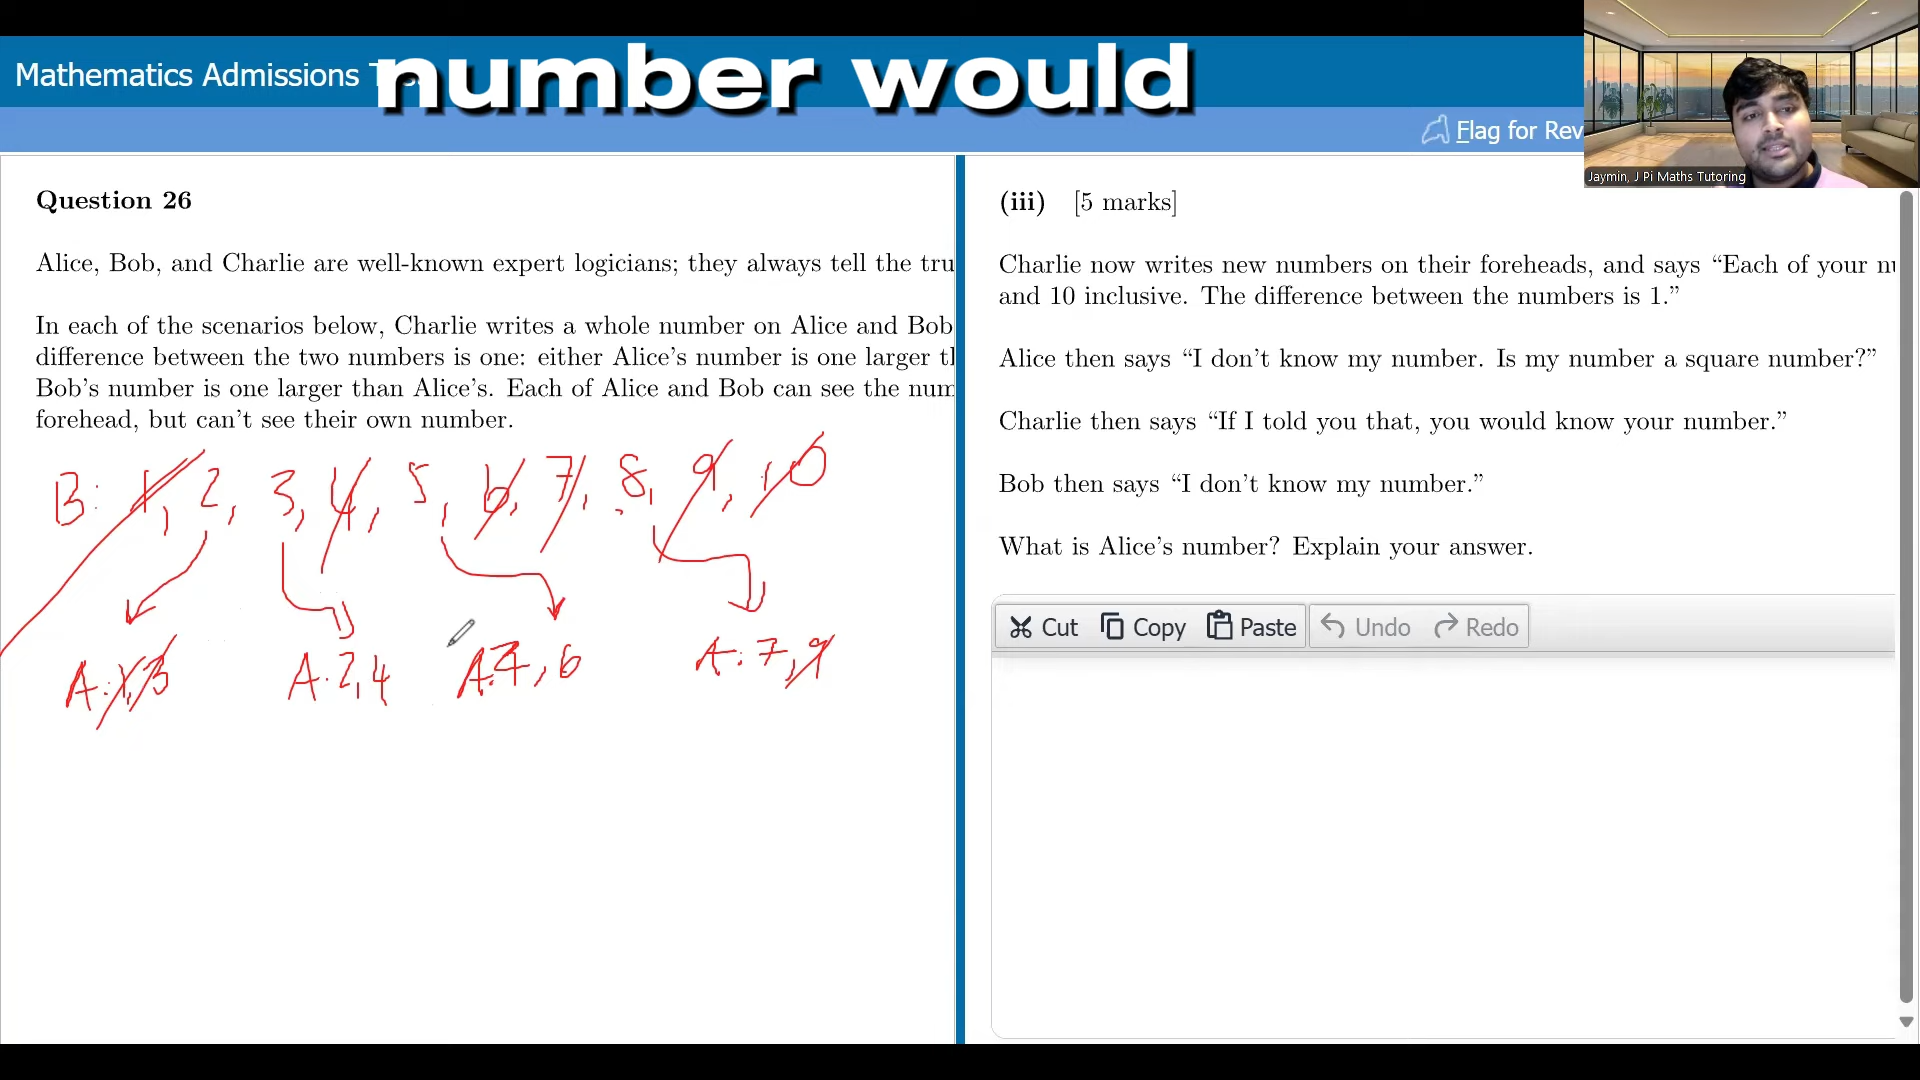 number would
Mathematics Admissions Tes
Flag for Rev
Jaymin, J Pi Maths Tutoring
Question 26
Alice, Bob, and Charlie are well-known expert logicians; they always tell the tru
In each of the scenarios below, Charlie writes a whole number on Alice and Bob
difference between the two numbers is one: either Alice's number is one larger th
Bob's number is one larger than Alice's. Each of Alice and Bob can see the num
forehead, but can't see their own number.
B: 1, 2, 3, 4, 5, 6, 7, 8, 9, 10
A: 1, 3 A: 2, 4 A: 4, 6 A: 7, 9
(iii) [5 marks]
Charlie now writes new numbers on their foreheads, and says “Each of your nu
and 10 inclusive. The difference between the numbers is 1.”
Alice then says “I don't know my number. Is my number a square number?”
Charlie then says “If I told you that, you would know your number.”
Bob then says “I don't know my number.”
What is Alice's number? Explain your answer.
Cut Copy Paste Undo Redo